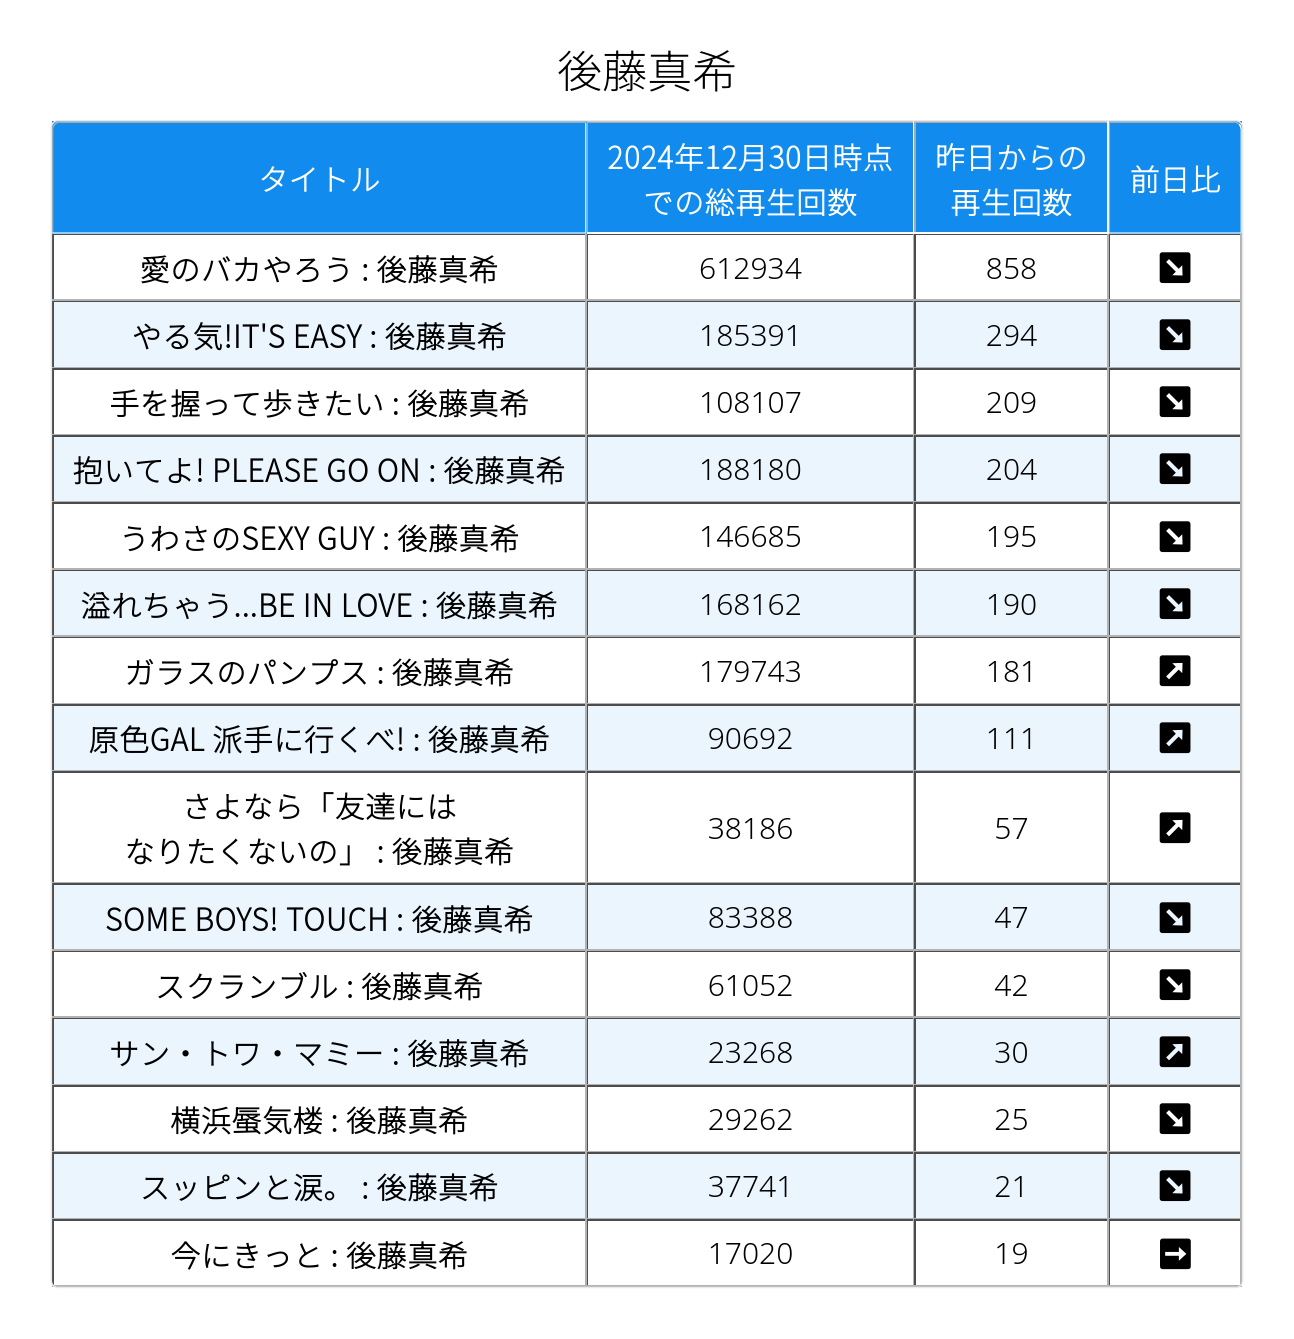 後藤真希
タイトル
2024年12月30日時点
での総再生回数
昨日からの
再生回数
前日比
愛のバカやろう : 後藤真希 612934 858
やる気!IT'S EASY : 後藤真希 185391 294
手を握って歩きたい : 後藤真希 108107 209
抱いてよ! PLEASE GO ON : 後藤真希 188180 204
うわさのSEXY GUY : 後藤真希 146685 195
溢れちゃう...BE IN LOVE : 後藤真希 168162 190
ガラスのパンプス : 後藤真希 179743 181
原色GAL 派手に行くべ! : 後藤真希 90692 111
さよなら「友達には
なりたくないの」 : 後藤真希 38186 57
SOME BOYS! TOUCH : 後藤真希 83388 47
スクランブル : 後藤真希 61052 42
サン・トワ・マミー : 後藤真希 23268 30
横浜蜃気楼 : 後藤真希 29262 25
スッピンと涙。 : 後藤真希 37741 21
今にきっと : 後藤真希 17020 19